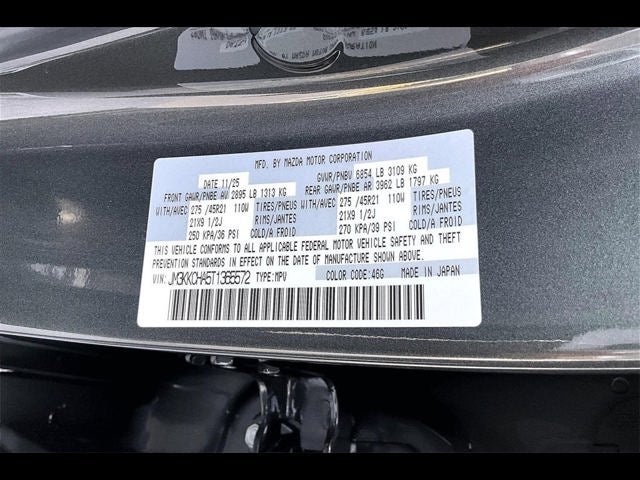 MFD. BY MAZDA MOTOR CORPORATION
DATE 11/25 GVWR/PNBV 6854 LB 3109 KG
FRONT GAWR/PNBE AV 2895 LB 1313 KG REAR GAWR/PNBE AR 3962 LB 1797 KG
WITH/AVEC 275 /45R21 110W TIRES/PNEUS WITH/AVEC 275 /45R21 110W TIRES/PNEUS
21X9 1/2J RIMS/JANTES 21X9 1/2J RIMS/JANTES
250 KPA/36 PSI COLD/A FROID 270 KPA/39 PSI COLD/A FROID
THIS VEHICLE CONFORMS TO ALL APPLICABLE FEDERAL MOTOR VEHICLE SAFETY AND THEFT
PREVENTION STANDARDS IN EFFECT ON THE DATE OF MANUFACTURE SHOWN ABOVE.
VIN: JM3KKCHA5T1365572 TYPE:MPV COLOR CODE:46G MADE IN JAPAN